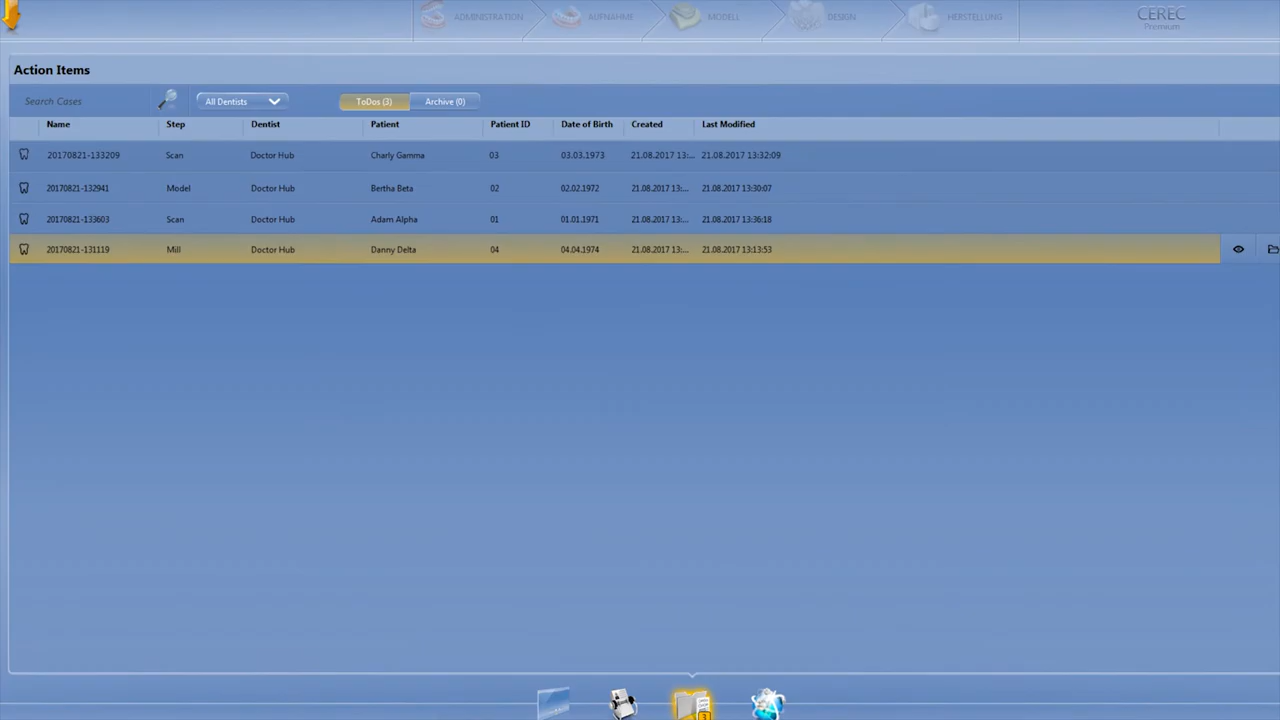 ADMINISTRATION AUFNAHME MODELL DESIGN HERSTELLUNG CEREC
Premium
Action Items
Search Cases All Dentists ToDos (3) Archive (0)
Name Step Dentist Patient Patient ID Date of Birth Created Last Modified
20170821-133209 Scan Doctor Hub Charly Gamma 03 03.03.1973 21.08.2017 13:... 21.08.2017 13:32:09
20170821-132941 Model Doctor Hub Bertha Beta 02 02.02.1972 21.08.2017 13:... 21.08.2017 13:30:07
20170821-133603 Scan Doctor Hub Adam Alpha 01 01.01.1971 21.08.2017 13:... 21.08.2017 13:36:18
20170821-131119 Mill Doctor Hub Danny Delta 04 04.04.1974 21.08.2017 13:... 21.08.2017 13:13:53
3